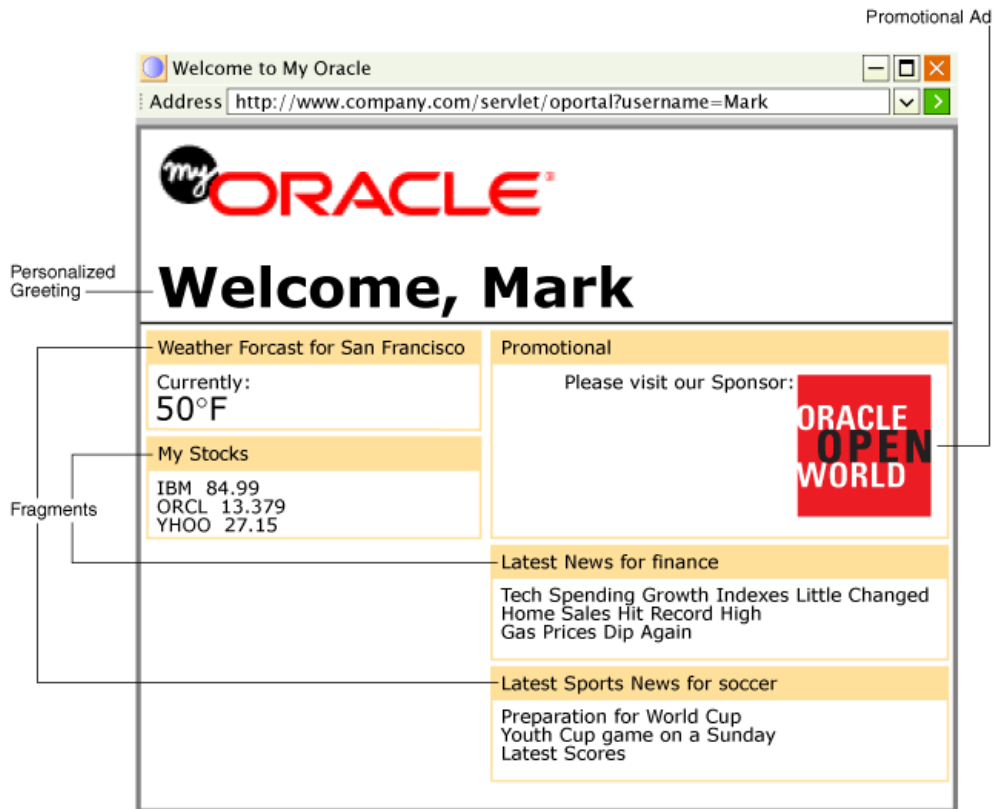 Promotional Ad
Welcome to My Oracle
Address http://www.company.com/servlet/oportal?username=Mark
my ORACLE®
Personalized
Greeting
Welcome, Mark
Weather Forcast for San Francisco
Currently:
50°F
My Stocks
IBM 84.99
ORCL 13.379
YHOO 27.15
Fragments
Promotional
Please visit our Sponsor:
ORACLE
OPEN
WORLD
Latest News for finance
Tech Spending Growth Indexes Little Changed
Home Sales Hit Record High
Gas Prices Dip Again
Latest Sports News for soccer
Preparation for World Cup
Youth Cup game on a Sunday
Latest Scores